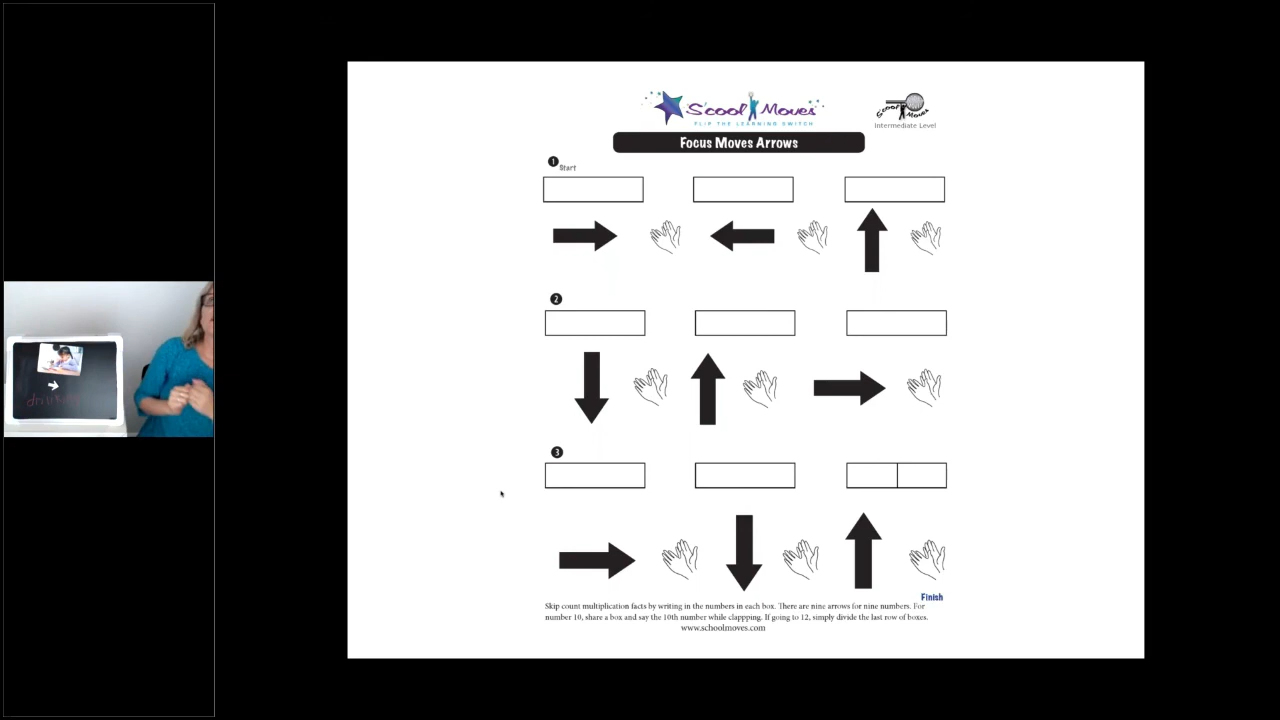 S'cool Moves
FLIP THE LEARNING SWITCH
S'cool Moves
Intermediate Level
Focus Moves Arrows
1
Start
2
3
Finish
Skip count multiplication facts by writing in the numbers in each box. There are nine arrows for nine numbers. For
number 10, share a box and say the 10th number while clappping. If going to 12, simply divide the last row of boxes.
www.schoolmoves.com